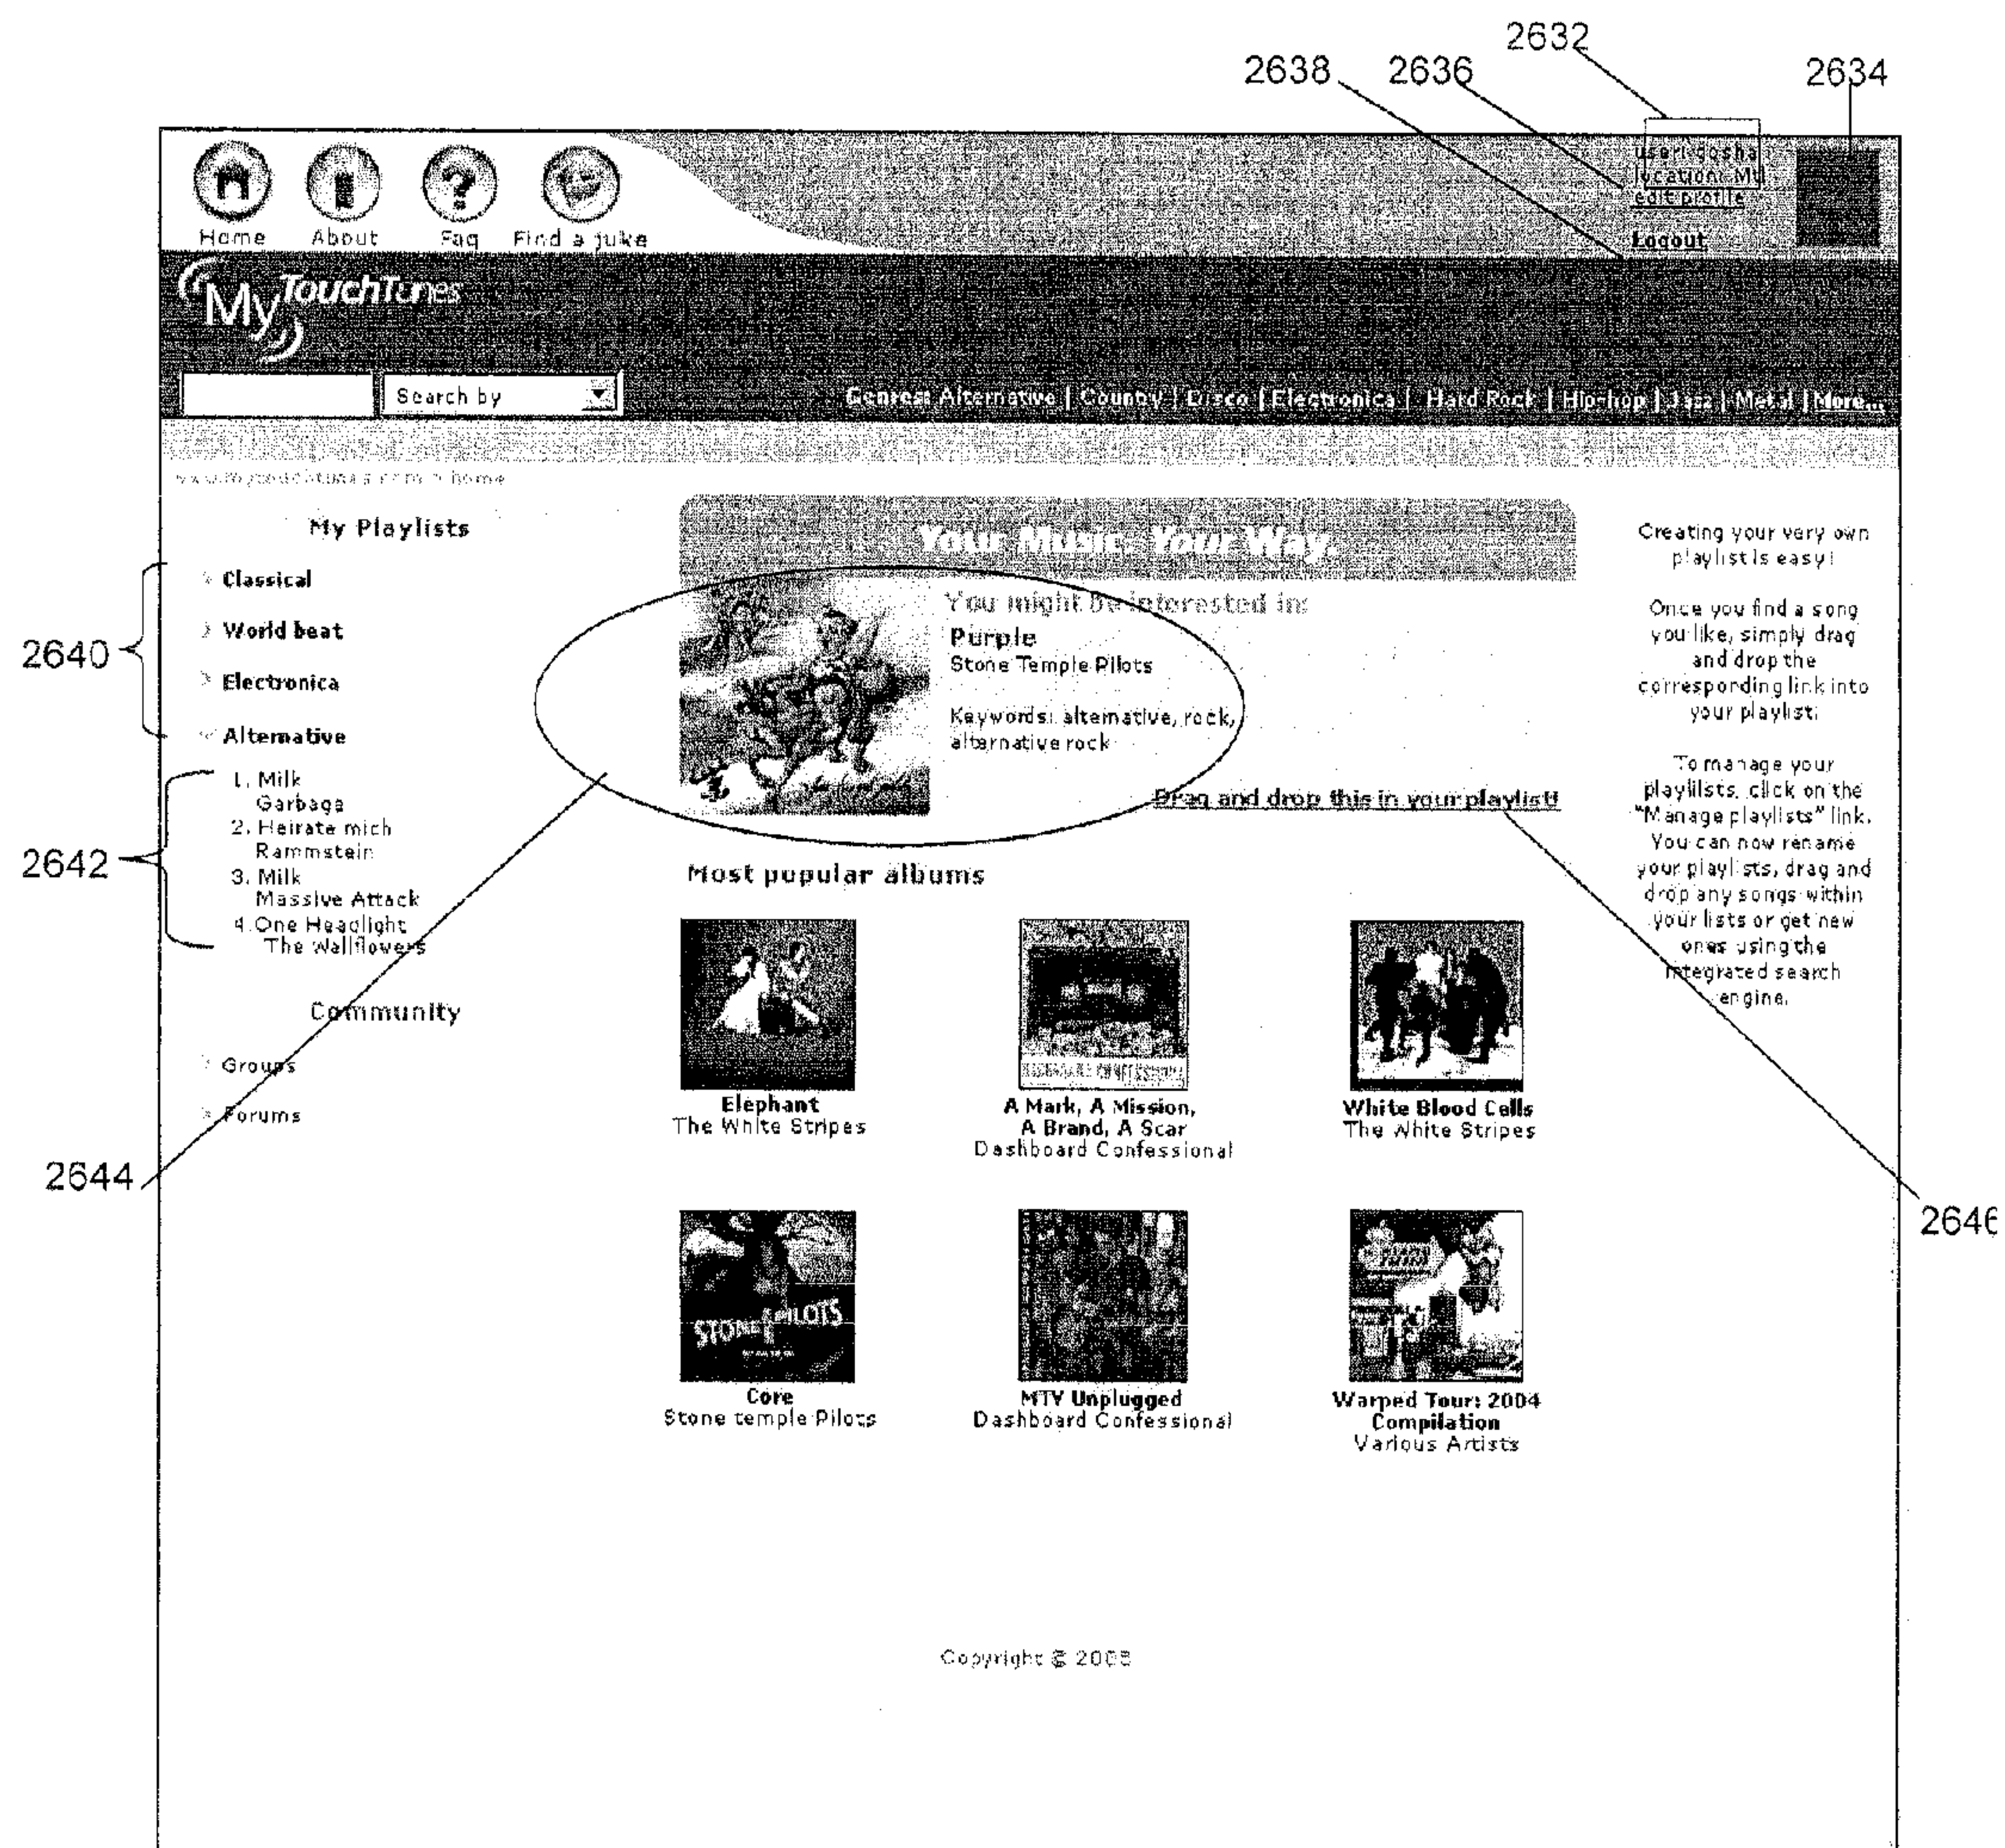 2632
2638 2636 2634
user: gosha
location: My
edit profile
Logout
Home About Faq Find a juke
My TouchTunes
Search by
Genres: Alternative | Country | Disco | Electronica | Hard Rock | Hip-hop | Jazz | Metal | More...
www.mytouchtunes.com > home
My Playlists
Classical
World beat
2640
Electronica
Alternative
1. Milk
Garbage
2. Heirate mich
Rammstein
2642
3. Milk
Massive Attack
4. One Headlight
The Wallflowers
Community
Groups
Forums
2644
Your Music. Your Way.
You might be interested in:
Purple
Stone Temple Pilots
Keywords: alternative, rock,
alternative rock
Drag and drop this in your playlist!
Most pupular albums
Elephant
The White Stripes
A Mark, A Mission,
A Brand, A Scar
Dashboard Confessional
White Blood Cells
The White Stripes
STONE PILOTS
Core
Stone temple Pilots
MTV Unplugged
Dashboard Confessional
Warped Tour: 2004
Compilation
Various Artists
Creating your very own
playlist is easy!
Once you find a song
you like, simply drag
and drop the
corresponding link into
your playlist.
To manage your
playlilsts, click on the
"Manage playlists" link.
You can now rename
your playlists, drag and
drop any songs within
your lists or get new
ones using the
integrated search
engine.
2646
Copyright ©